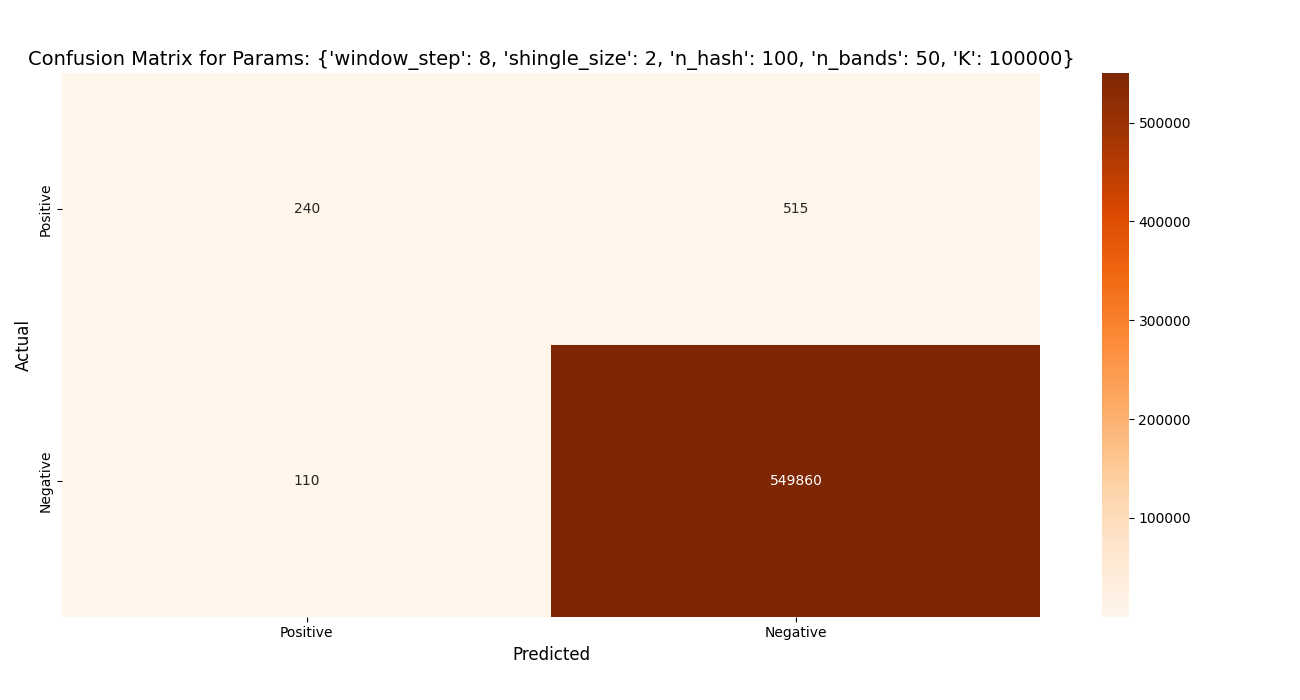 Confusion Matrix for Params: {'window_step': 8, 'shingle_size': 2, 'n_hash': 100, 'n_bands': 50, 'K': 100000}
Actual
Positive
240
515
Negative
110
549860
Positive
Negative
Predicted
500000
400000
300000
200000
100000